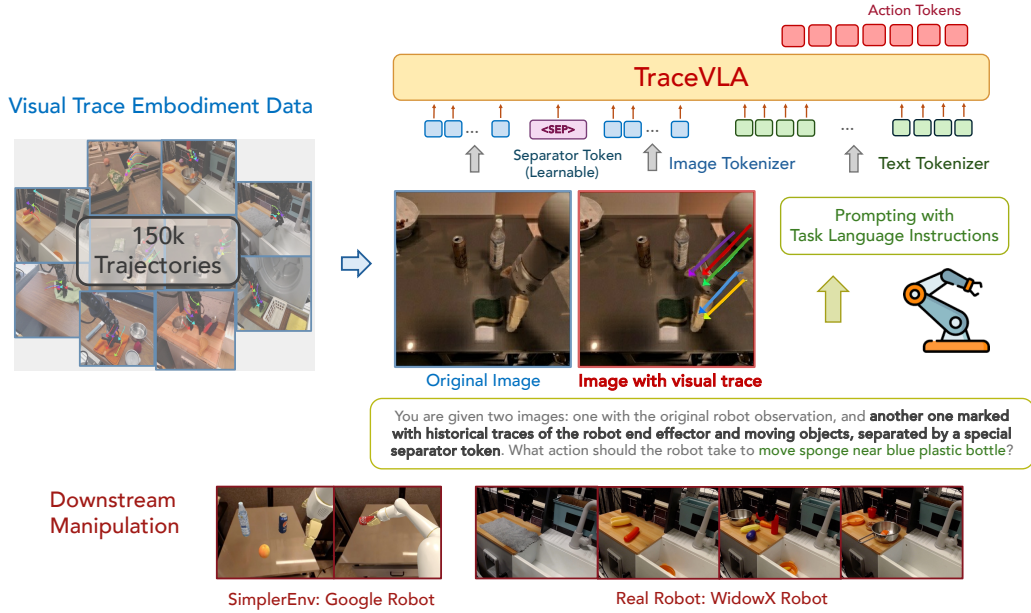 Action Tokens
TraceVLA
Visual Trace Embodiment Data
...
<SEP>
...
...
Separator Token
(Learnable)
Image Tokenizer
Text Tokenizer
150k
Trajectories
Prompting with
Task Language Instructions
Original Image
Image with visual trace
You are given two images: one with the original robot observation, and another one marked
with historical traces of the robot end effector and moving objects, separated by a special
separator token. What action should the robot take to move sponge near blue plastic bottle?
Downstream
Manipulation
SimplerEnv: Google Robot
Real Robot: WidowX Robot